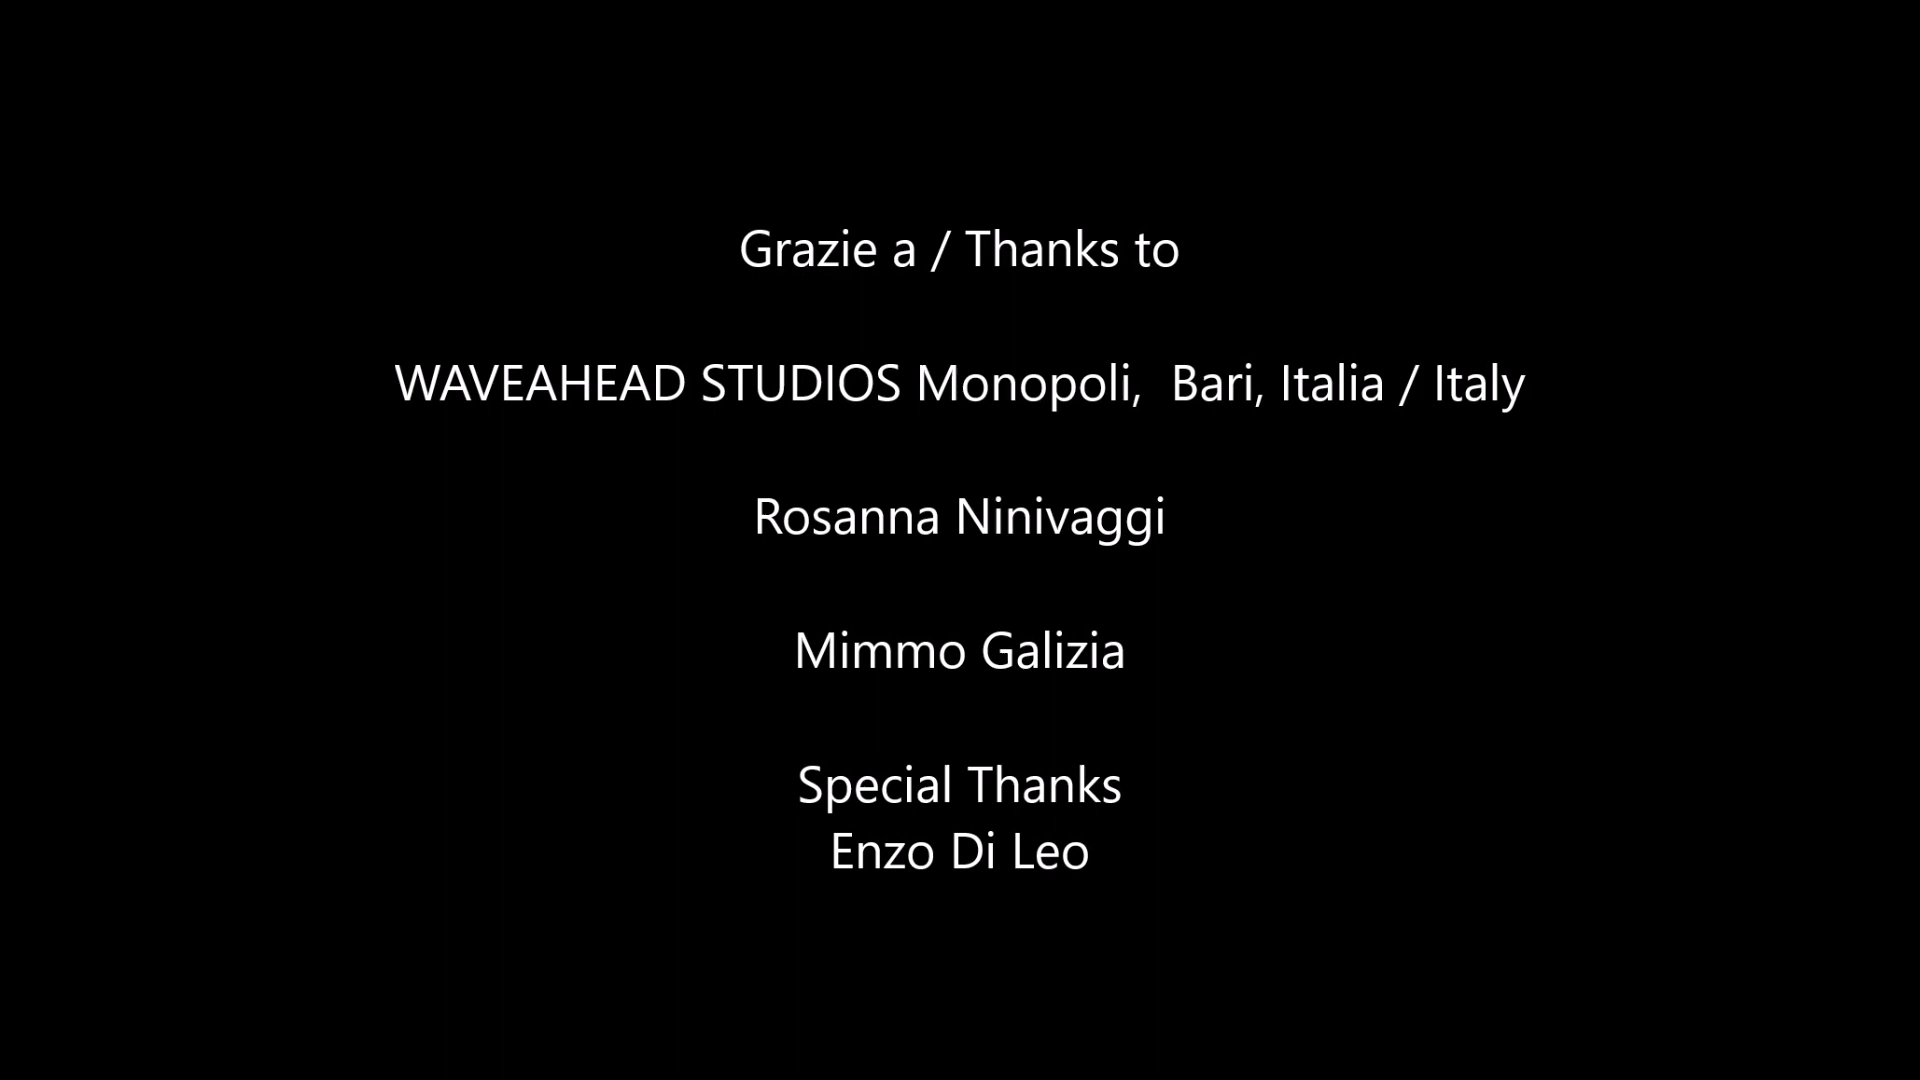 Grazie a / Thanks to
WAVEAHEAD STUDIOS Monopoli,  Bari, Italia / Italy
Rosanna Ninivaggi
Mimmo Galizia
Special Thanks
Enzo Di Leo